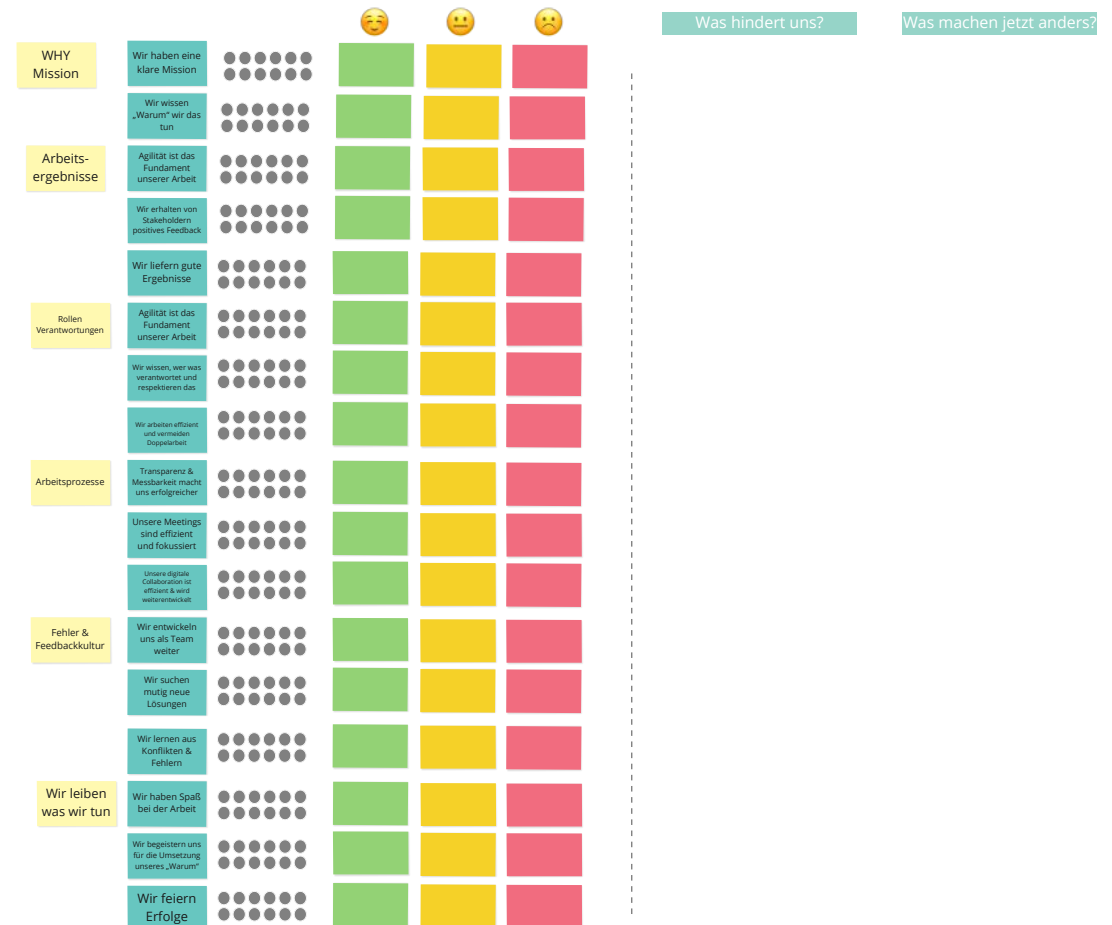 Was hindert uns?
Was machen jetzt anders?
WHY
Mission
Wir haben eine
klare Mission
Wir wissen
„Warum“ wir das
tun
Arbeits-
ergebnisse
Agilität ist das
Fundament
unserer Arbeit
Wir erhalten von
Stakeholdern
positives Feedback
Wir liefern gute
Ergebnisse
Rollen
Verantwortungen
Agilität ist das
Fundament
unserer Arbeit
Wir wissen, wer was
verantwortet und
respektieren das
Wir arbeiten effizient
und vermeiden
Doppelarbeit
Arbeitsprozesse
Transparenz &
Messbarkeit macht
uns erfolgreicher
Unsere Meetings
sind effizient
und fokussiert
Unsere digitale
Collaboration ist
effizient & wird
weiterentwickelt
Fehler &
Feedbackkultur
Wir entwickeln
uns als Team
weiter
Wir suchen
mutig neue
Lösungen
Wir lernen aus
Konflikten &
Fehlern
Wir leiben
was wir tun
Wir haben Spaß
bei der Arbeit
Wir begeistern uns
für die Umsetzung
unseres „Warum“
Wir feiern
Erfolge